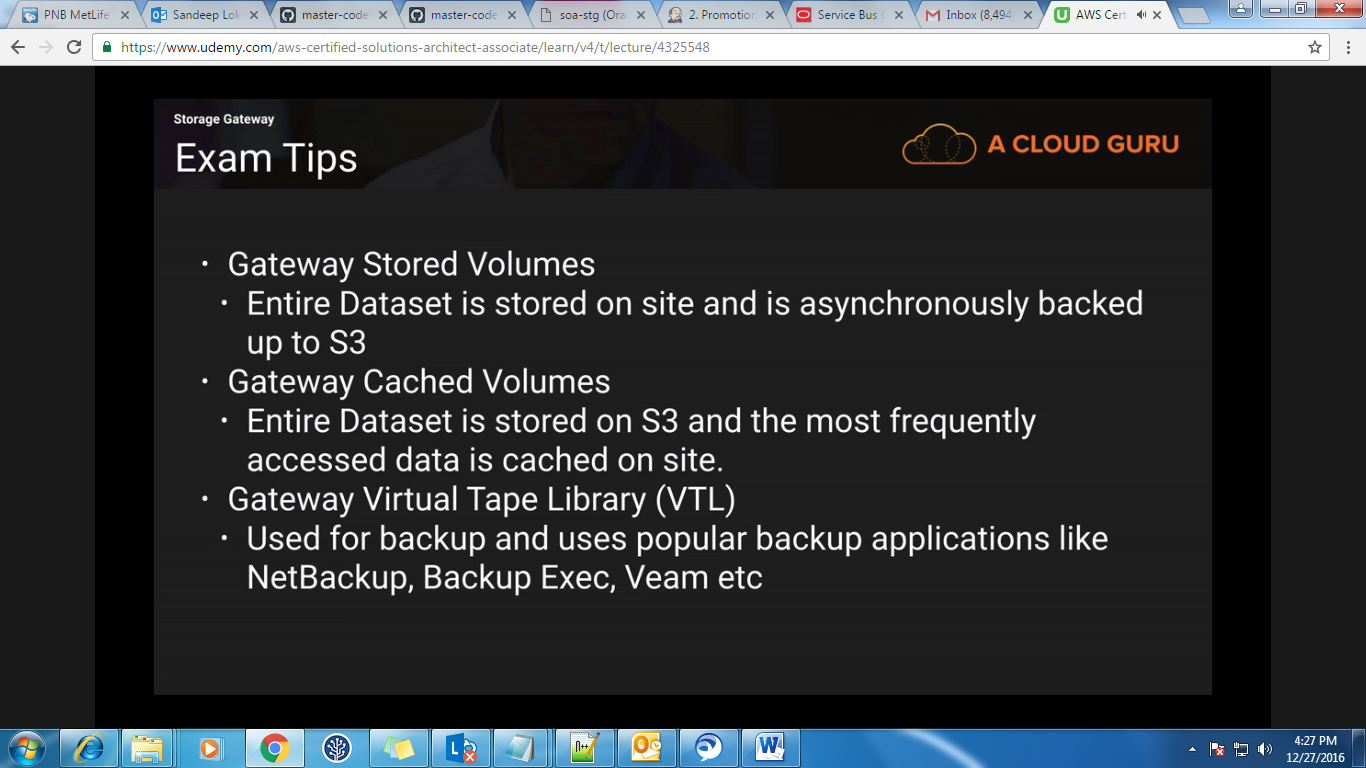 PNB MetLife
Sandeep Lok
master-code
master-code
soa-stg (Ora
2. Promotion
Service Bus C
Inbox (8,494
AWS Cert
https://www.udemy.com/aws-certified-solutions-architect-associate/learn/v4/t/lecture/4325548
Storage Gateway
Exam Tips
A CLOUD GURU
• Gateway Stored Volumes
• Entire Dataset is stored on site and is asynchronously backed
up to S3
• Gateway Cached Volumes
• Entire Dataset is stored on S3 and the most frequently
accessed data is cached on site.
• Gateway Virtual Tape Library (VTL)
• Used for backup and uses popular backup applications like
NetBackup, Backup Exec, Veam etc
4:27 PM
12/27/2016